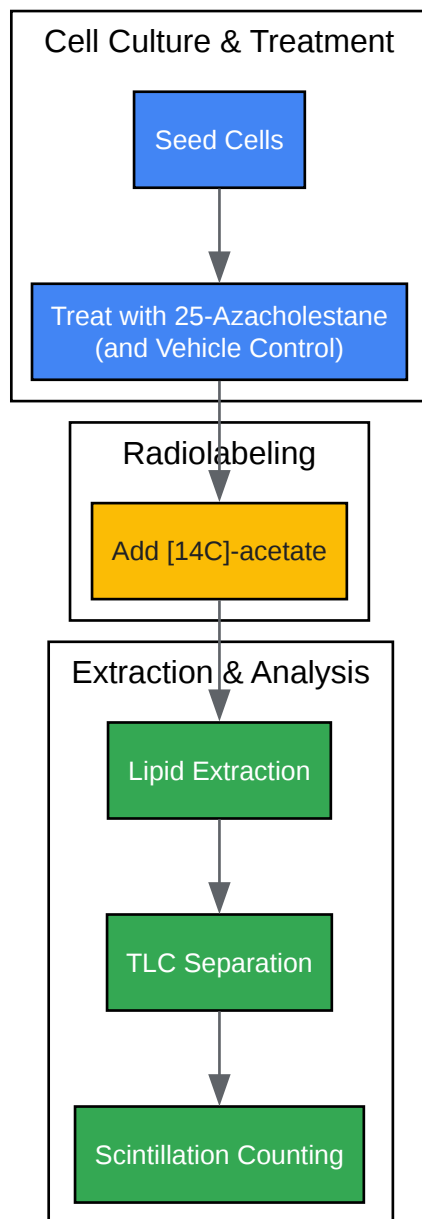 Cell Culture & Treatment
Seed Cells
Treat with 25-Azacholestane
(and Vehicle Control)
Radiolabeling
Add [14C]-acetate
Extraction & Analysis
Lipid Extraction
TLC Separation
Scintillation Counting